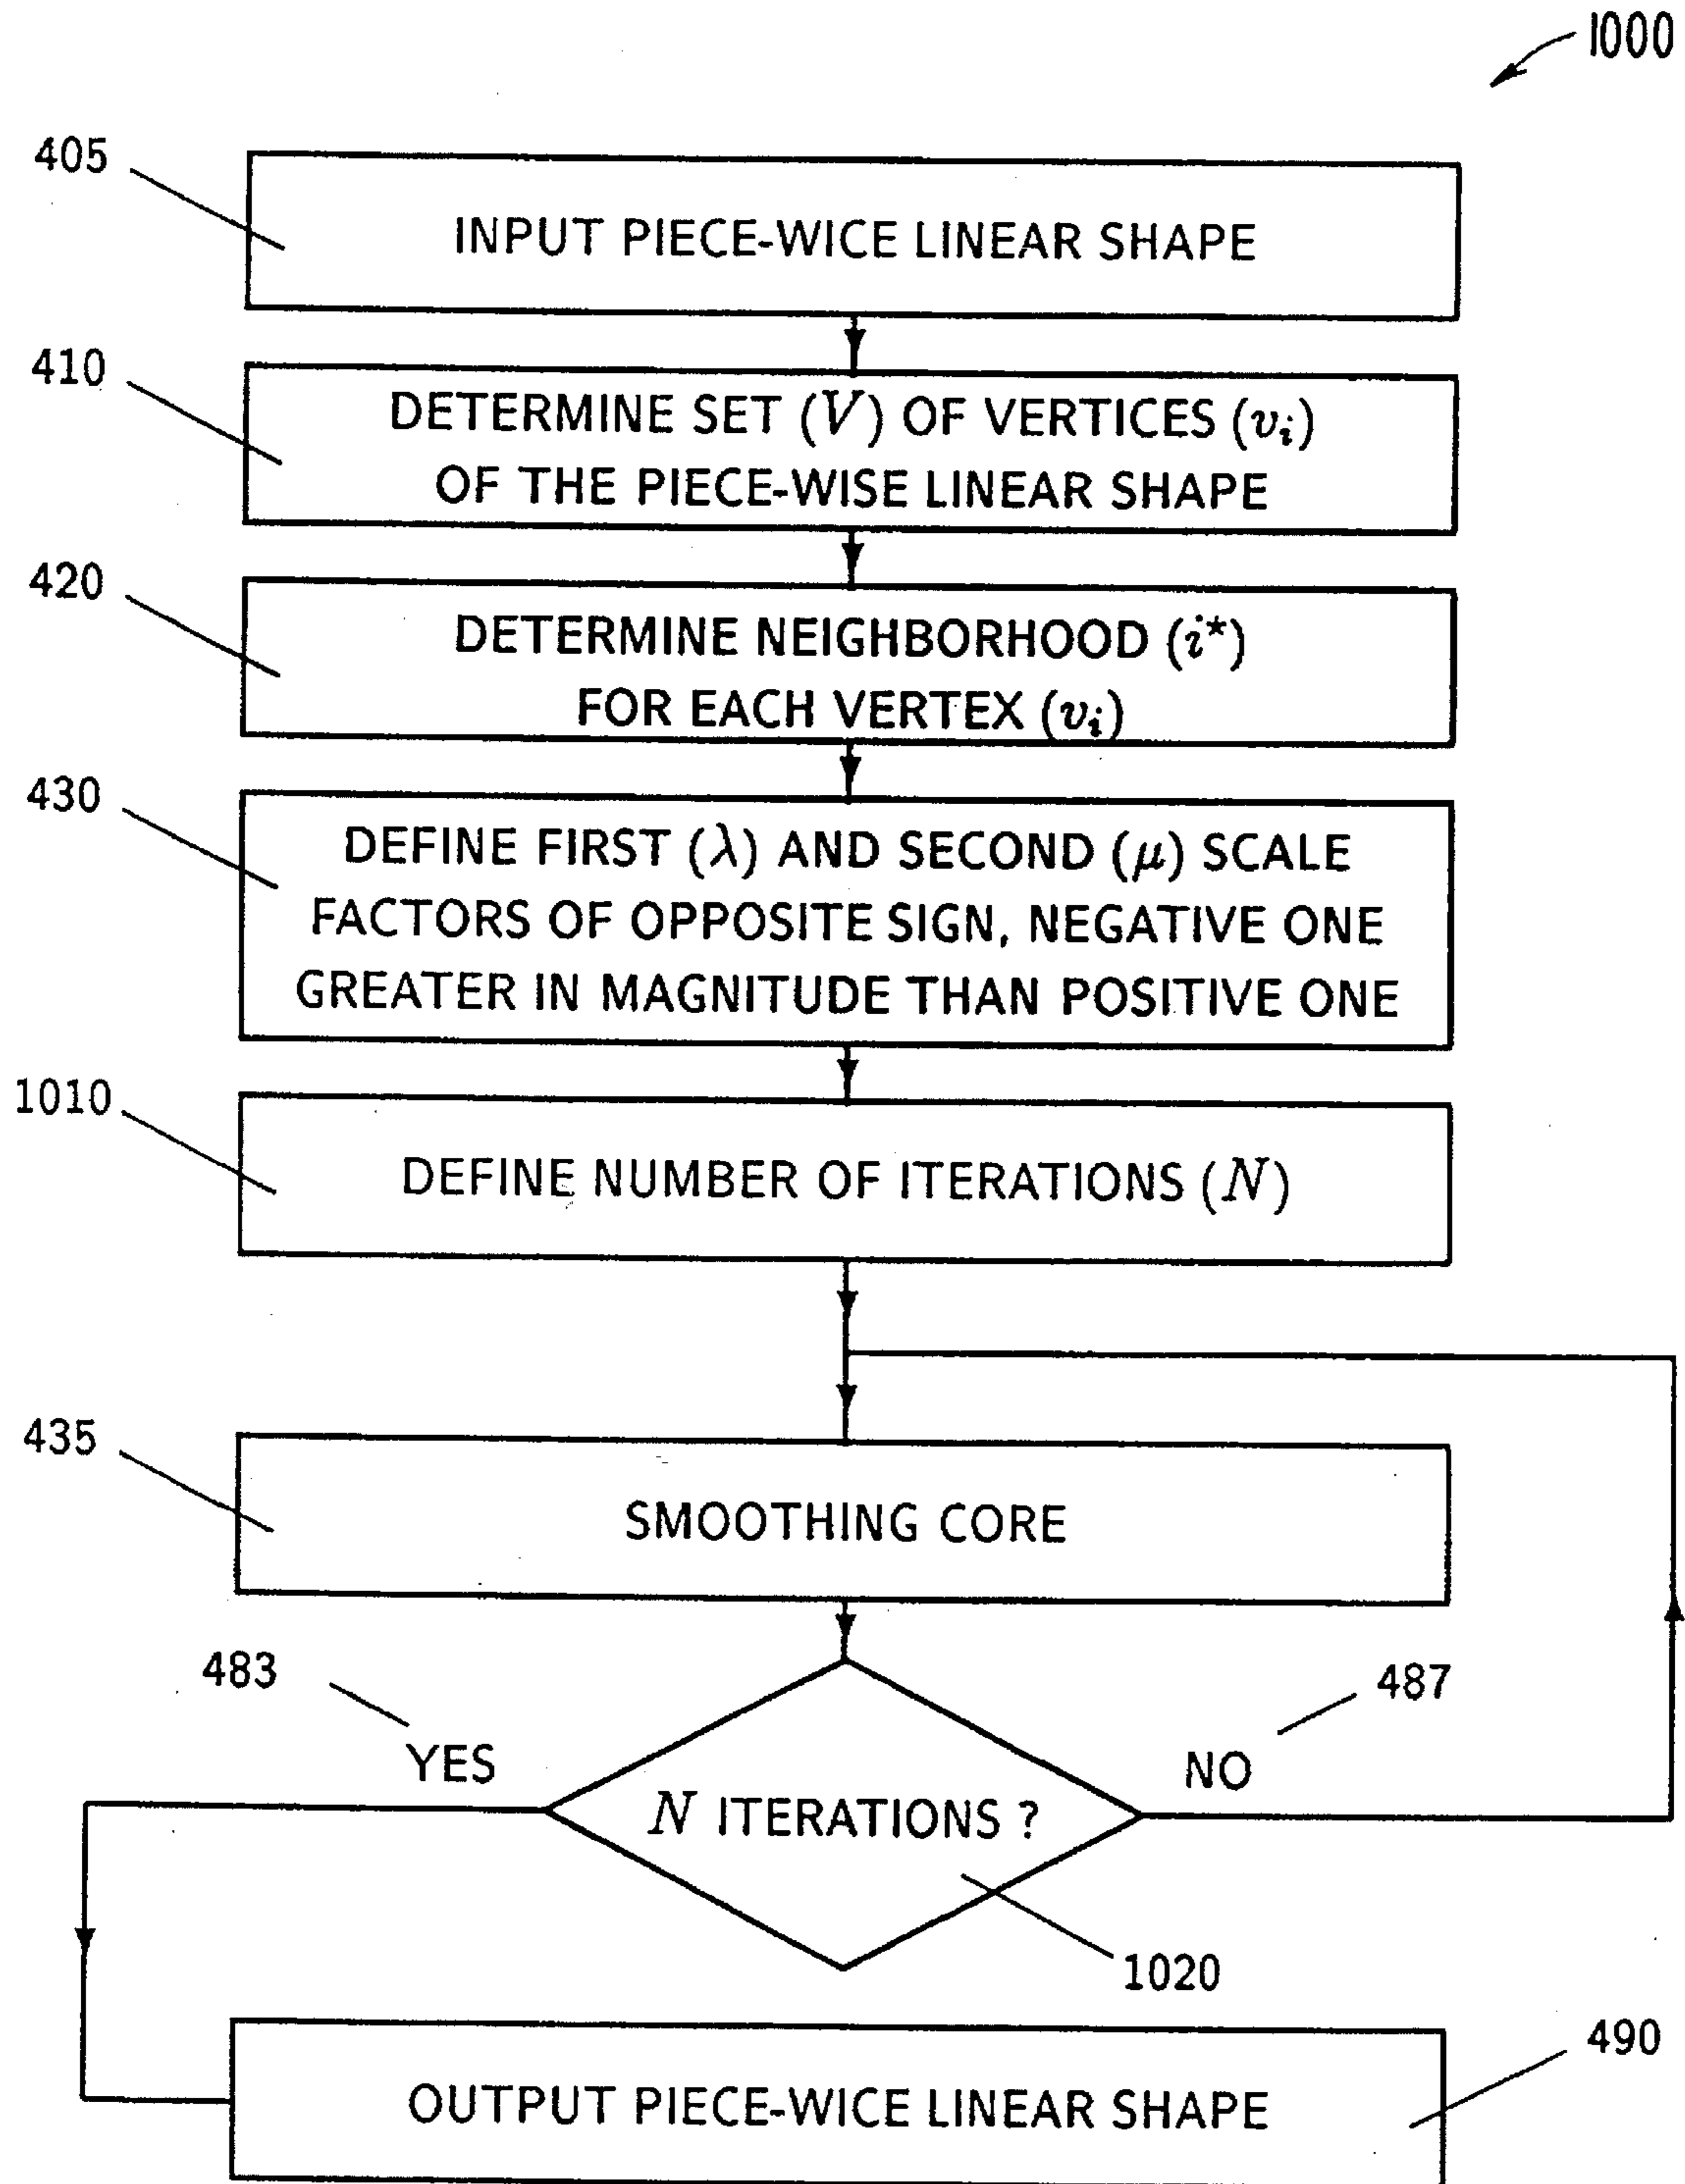 1000
405
INPUT PIECE-WICE LINEAR SHAPE
410
DETERMINE SET (V) OF VERTICES (v_i)
OF THE PIECE-WISE LINEAR SHAPE
420
DETERMINE NEIGHBORHOOD (i*)
FOR EACH VERTEX (v_i)
430
DEFINE FIRST (λ) AND SECOND (μ) SCALE
FACTORS OF OPPOSITE SIGN, NEGATIVE ONE
GREATER IN MAGNITUDE THAN POSITIVE ONE
1010
DEFINE NUMBER OF ITERATIONS (N)
435
SMOOTHING CORE
483
487
YES
NO
N ITERATIONS ?
1020
490
OUTPUT PIECE-WICE LINEAR SHAPE